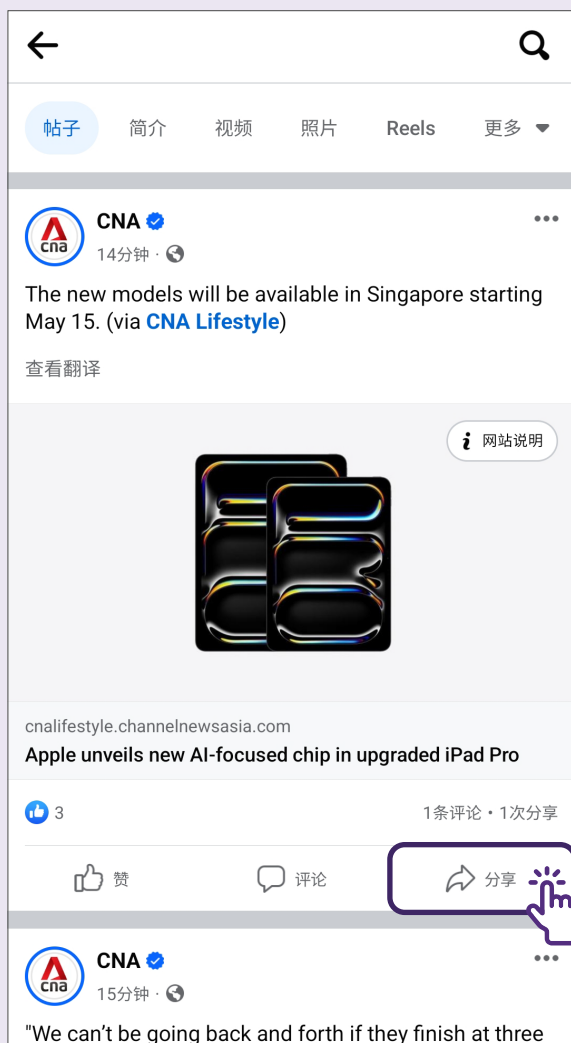 帖子 简介 视频 照片 Reels 更多
CNA
cna
14分钟 ·
The new models will be available in Singapore starting
May 15. (via CNA Lifestyle)
查看翻译
i 网站说明
cnalifestyle.channelnewsasia.com
Apple unveils new AI-focused chip in upgraded iPad Pro
3 1条评论 • 1次分享
赞 评论 分享
CNA
cna
15分钟 ·
"We can't be going back and forth if they finish at three